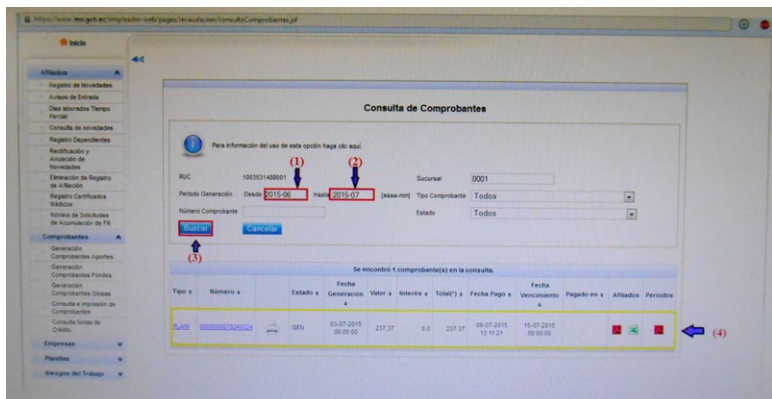 https://www.iess.gob.ec/empleador-web/pages/recaudacion/consultaComprobantes.jsf
Inicio
Afiliados
Registro de Novedades
Avisos de Entrada
Dias laborados Tiempo
Parcial
Consulta de novedades
Registro Dependientes
Rectificación y
Anulación de
Novedades
Eliminación de Registro
de Afiliación
Registro Certificados
Médicos
Nómina de Solicitudes
de Acumulación de FR
Comprobantes
Generación
Comprobantes Aportes
Generación
Comprobantes Fondos
Generación
Comprobantes Glosas
Consulta e impresión de
Comprobantes
Consulta Notas de
Crédito
Empresas
Planillas
Riesgos del Trabajo
Consulta de Comprobantes
Para información del uso de esta opción haga clic aquí
(1) (2)
RUC 1003531488001 Sucursal 0001
Periodo Generación Desde 2015-06 Hasta 2015-07 [aaaa-mm] Tipo Comprobante Todos
Número Comprobante Estado Todos
Buscar Cancelar
(3)
Se encontró 1 comprobante(s) en la consulta.
Tipo Número Estado Fecha Generación Valor Interés Total(*) Fecha Pago Fecha Vencimiento Pagado en Afiliados Periodos
GEN 03-07-2015 00:00:00 237.37 0.0 237.37 09-07-2015 13:11:21 15-07-2015 00:00:00
(4)